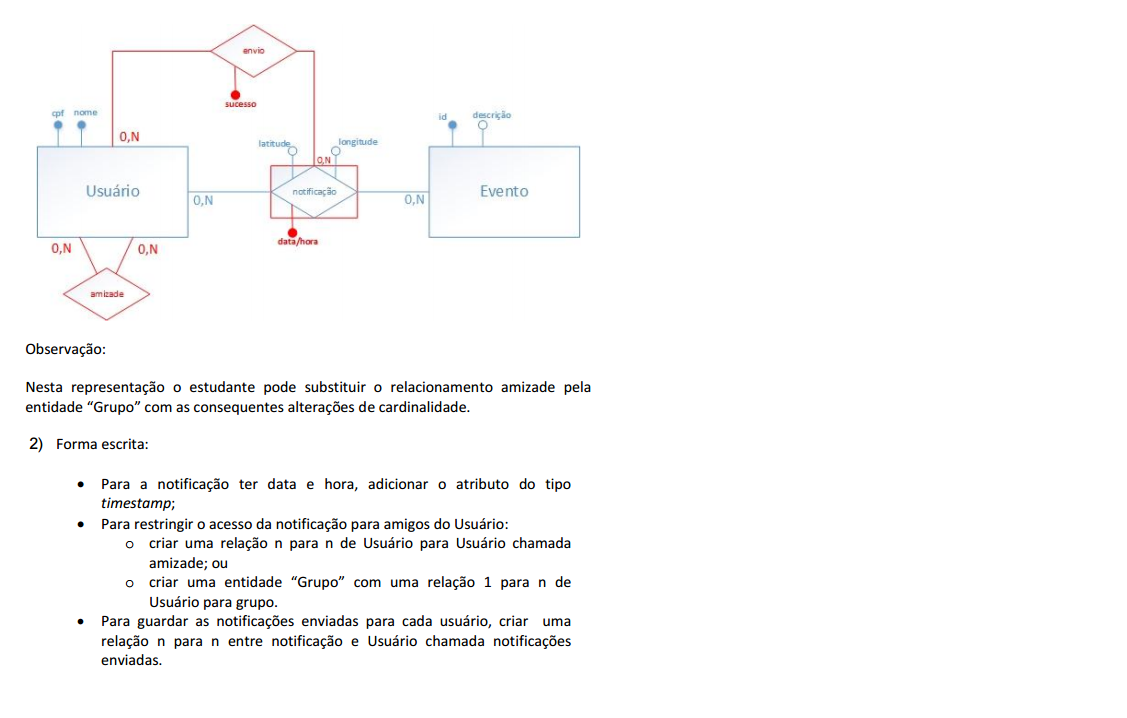 envio
sucesso
cpf nome
id
descrição
0,N
latitude
longitude
0,N
Usuário
notificação
Evento
0,N
0,N
data/hora
0,N
0,N
amizade
Observação:
Nesta representação o estudante pode substituir o relacionamento amizade pela
entidade “Grupo” com as consequentes alterações de cardinalidade.
2) Forma escrita:
• Para a notificação ter data e hora, adicionar o atributo do tipo
timestamp;
• Para restringir o acesso da notificação para amigos do Usuário:
o criar uma relação n para n de Usuário para Usuário chamada
amizade; ou
o criar uma entidade “Grupo” com uma relação 1 para n de
Usuário para grupo.
• Para guardar as notificações enviadas para cada usuário, criar uma
relação n para n entre notificação e Usuário chamada notificações
enviadas.